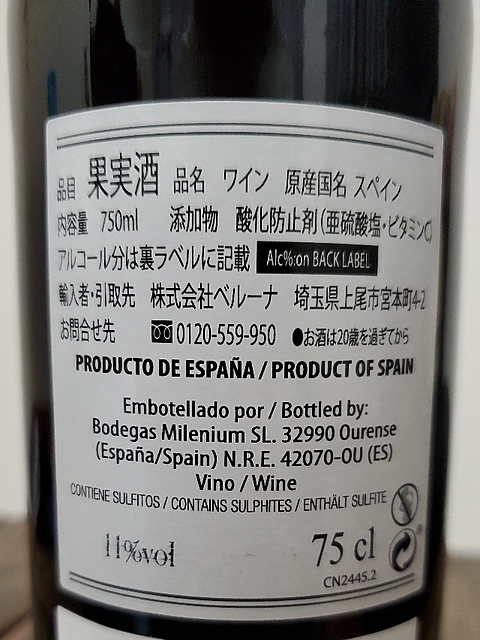 品目 果実酒 品名 ワイン 原産国名 スペイン
内容量 750ml 添加物 酸化防止剤(亜硫酸塩・ビタミンC)
アルコール分は裏ラベルに記載 Alc%:on BACK LABEL
輸入者・引取先 株式会社ベルーナ 埼玉県上尾市宮本町4-2
お問合せ先 0120-559-950 ●お酒は20歳を過ぎてから
PRODUCTO DE ESPAÑA / PRODUCT OF SPAIN
Embotellado por / Bottled by:
Bodegas Milenium SL. 32990 Ourense
(España/Spain) N.R.E. 42070-OU (ES)
Vino / Wine
CONTIENE SULFITOS / CONTAINS SULPHITES / ENTHÄLT SULFITE
11%vol 75 cl
CN2445.2